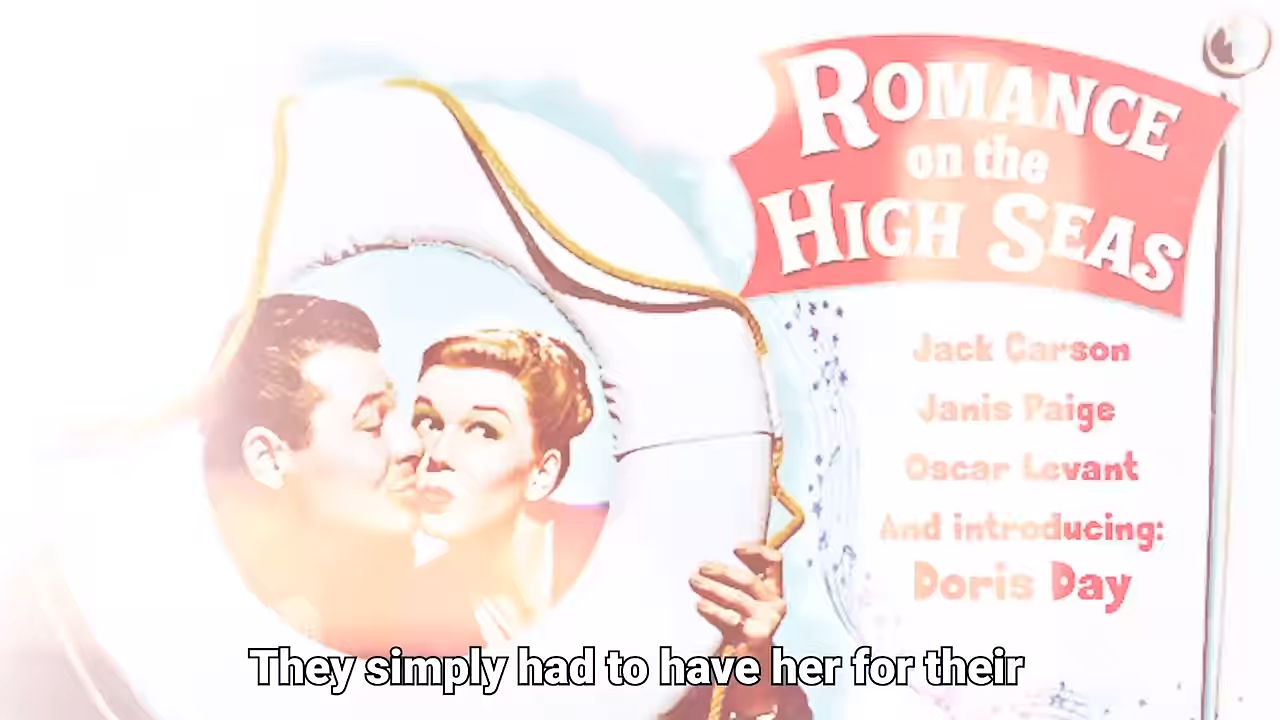 ROMANCE
on the
HIGH SEAS
Jack Carson
Janis Paige
Oscar Levant
And introducing:
Doris Day
They simply had to have her for their